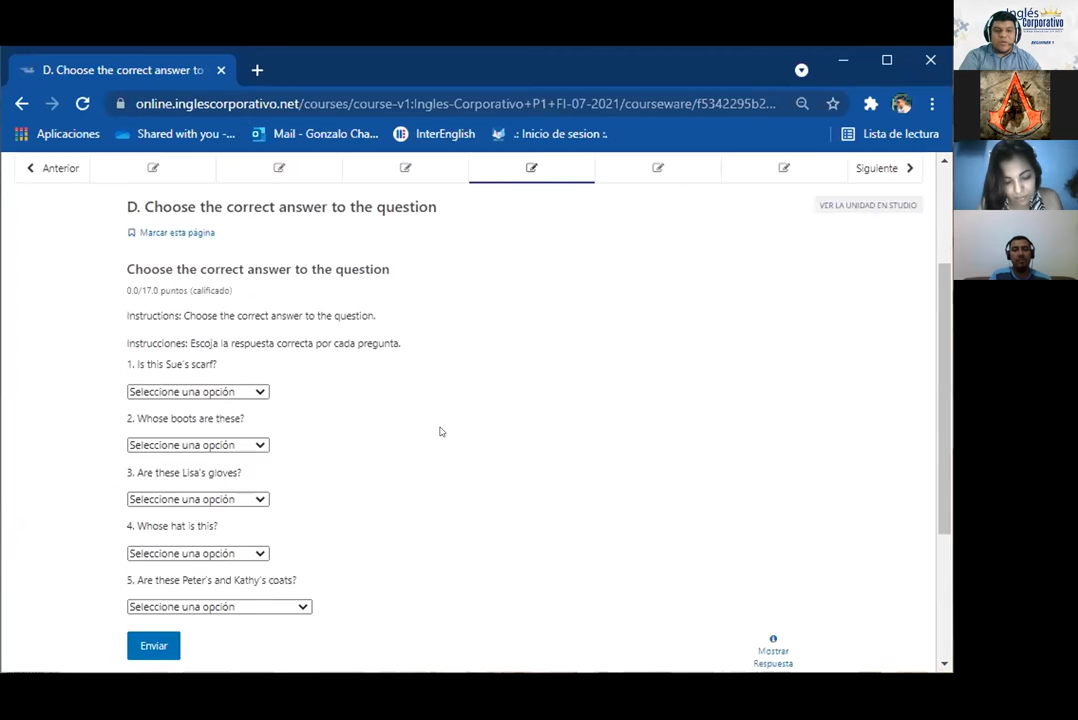 D. Choose the correct answer to
online.inglescorporativo.net/courses/course-v1:Ingles-Corporativo+P1+FI-07-2021/courseware/f5342295b2...
Aplicaciones
Shared with you -...
Mail - Gonzalo Cha...
InterEnglish
.: Inicio de sesion :.
Lista de lectura
Anterior
Siguiente
D. Choose the correct answer to the question
VER LA UNIDAD EN STUDIO
Marcar esta página
Choose the correct answer to the question
0.0/17.0 puntos (calificado)
Instructions: Choose the correct answer to the question.
Instrucciones: Escoja la respuesta correcta por cada pregunta.
1. Is this Sue's scarf?
Seleccione una opción
2. Whose boots are these?
Seleccione una opción
3. Are these Lisa's gloves?
Seleccione una opción
4. Whose hat is this?
Seleccione una opción
5. Are these Peter's and Kathy's coats?
Seleccione una opción
Enviar
Mostrar
Respuesta
Inglés
Corporativo
BEGINNER 1